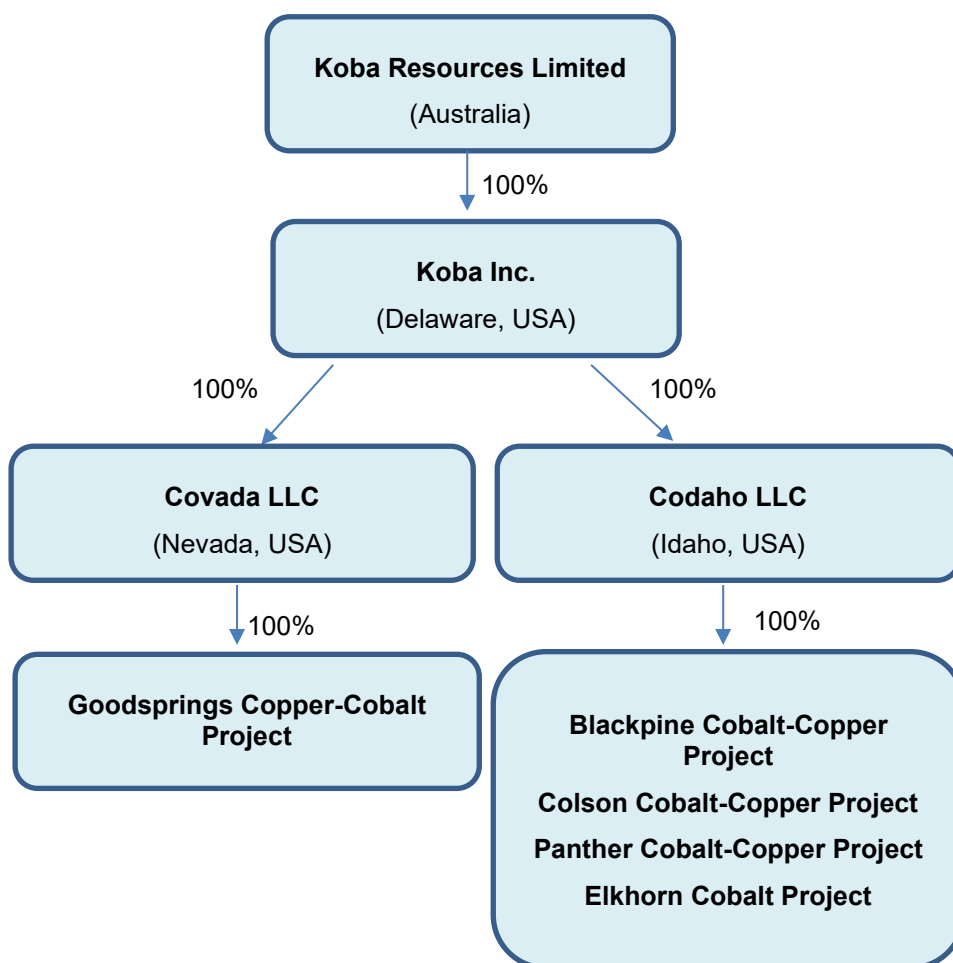 Koba Resources Limited
(Australia)
100%
Koba Inc.
(Delaware, USA)
100%
100%
Covada LLC
(Nevada, USA)
Codaho LLC
(Idaho, USA)
100%
100%
Goodsprings Copper-Cobalt
Project
Blackpine Cobalt-Copper
Project
Colson Cobalt-Copper Project
Panther Cobalt-Copper Project
Elkhorn Cobalt Project